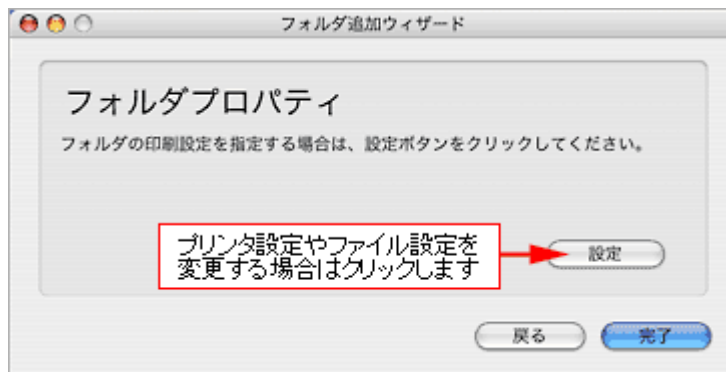 フォルダ追加ウィザード
フォルダプロパティ
フォルダの印刷設定を指定する場合は、設定ボタンをクリックしてください。
プリンタ設定やファイル設定を
変更する場合はクリックします
設定
戻る
完了